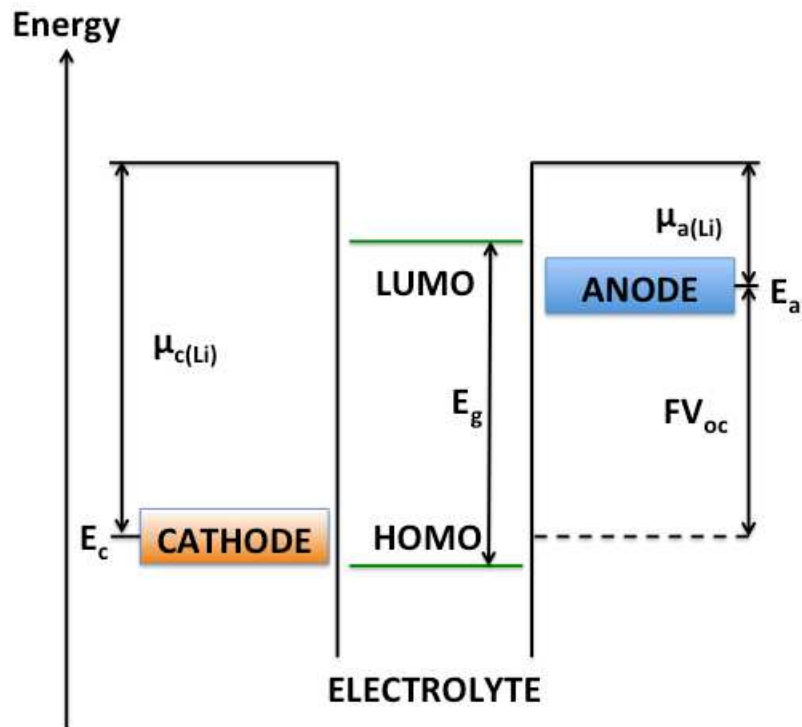 Energy
μa(Li)
LUMO
ANODE
Ea
μc(Li)
Eg
FVoc
Ec
CATHODE
HOMO
ELECTROLYTE